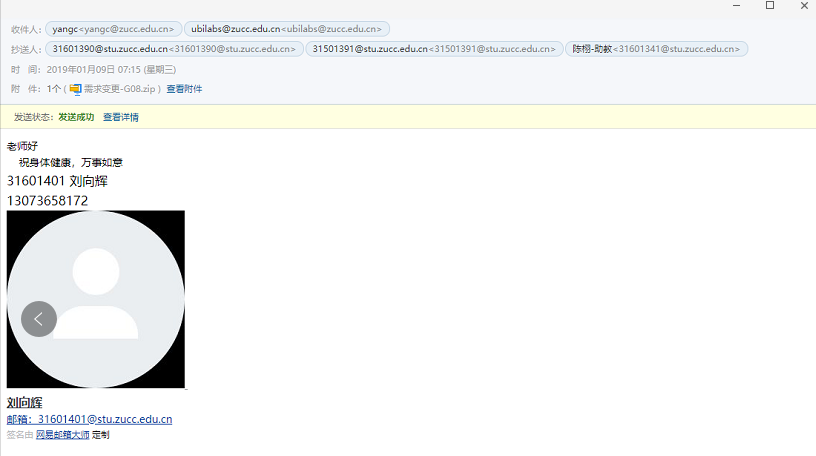 收件人： yangc<yangc@zucc.edu.cn> ubilabs@zucc.edu.cn<ubilabs@zucc.edu.cn>
抄送人： 31601390@stu.zucc.edu.cn<31601390@stu.zucc.edu.cn> 31501391@stu.zucc.edu.cn<31501391@stu.zucc.edu.cn> 陈栩-助教<31601341@stu.zucc.edu.cn>
时 间： 2019年01月09日 07:15 (星期三)
附 件： 1个 ( 需求变更-G08.zip ) 查看附件
发送状态： 发送成功 查看详情
老师好
祝身体健康，万事如意
31601401 刘向辉
13073658172
刘向辉
邮箱：31601401@stu.zucc.edu.cn
签名由 网易邮箱大师 定制